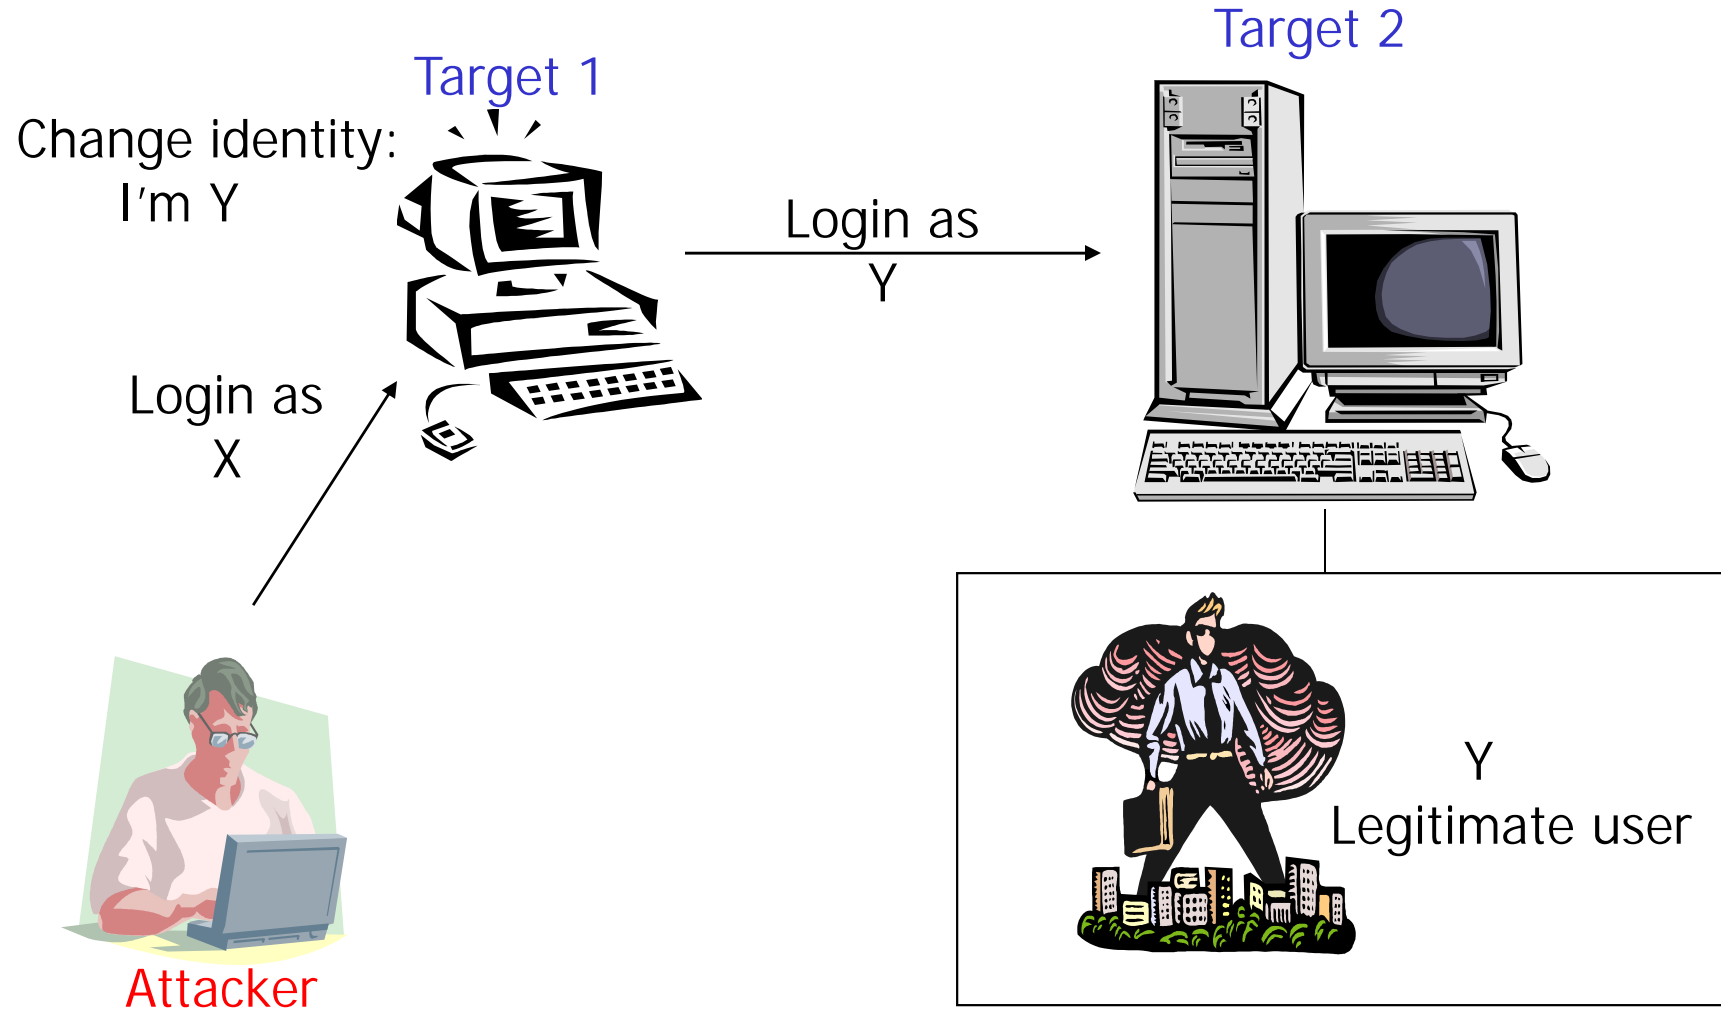 Target 2
Target 1
Change identity:
I'm Y
Login as
Y
Login as
X
Y
Legitimate user
Attacker